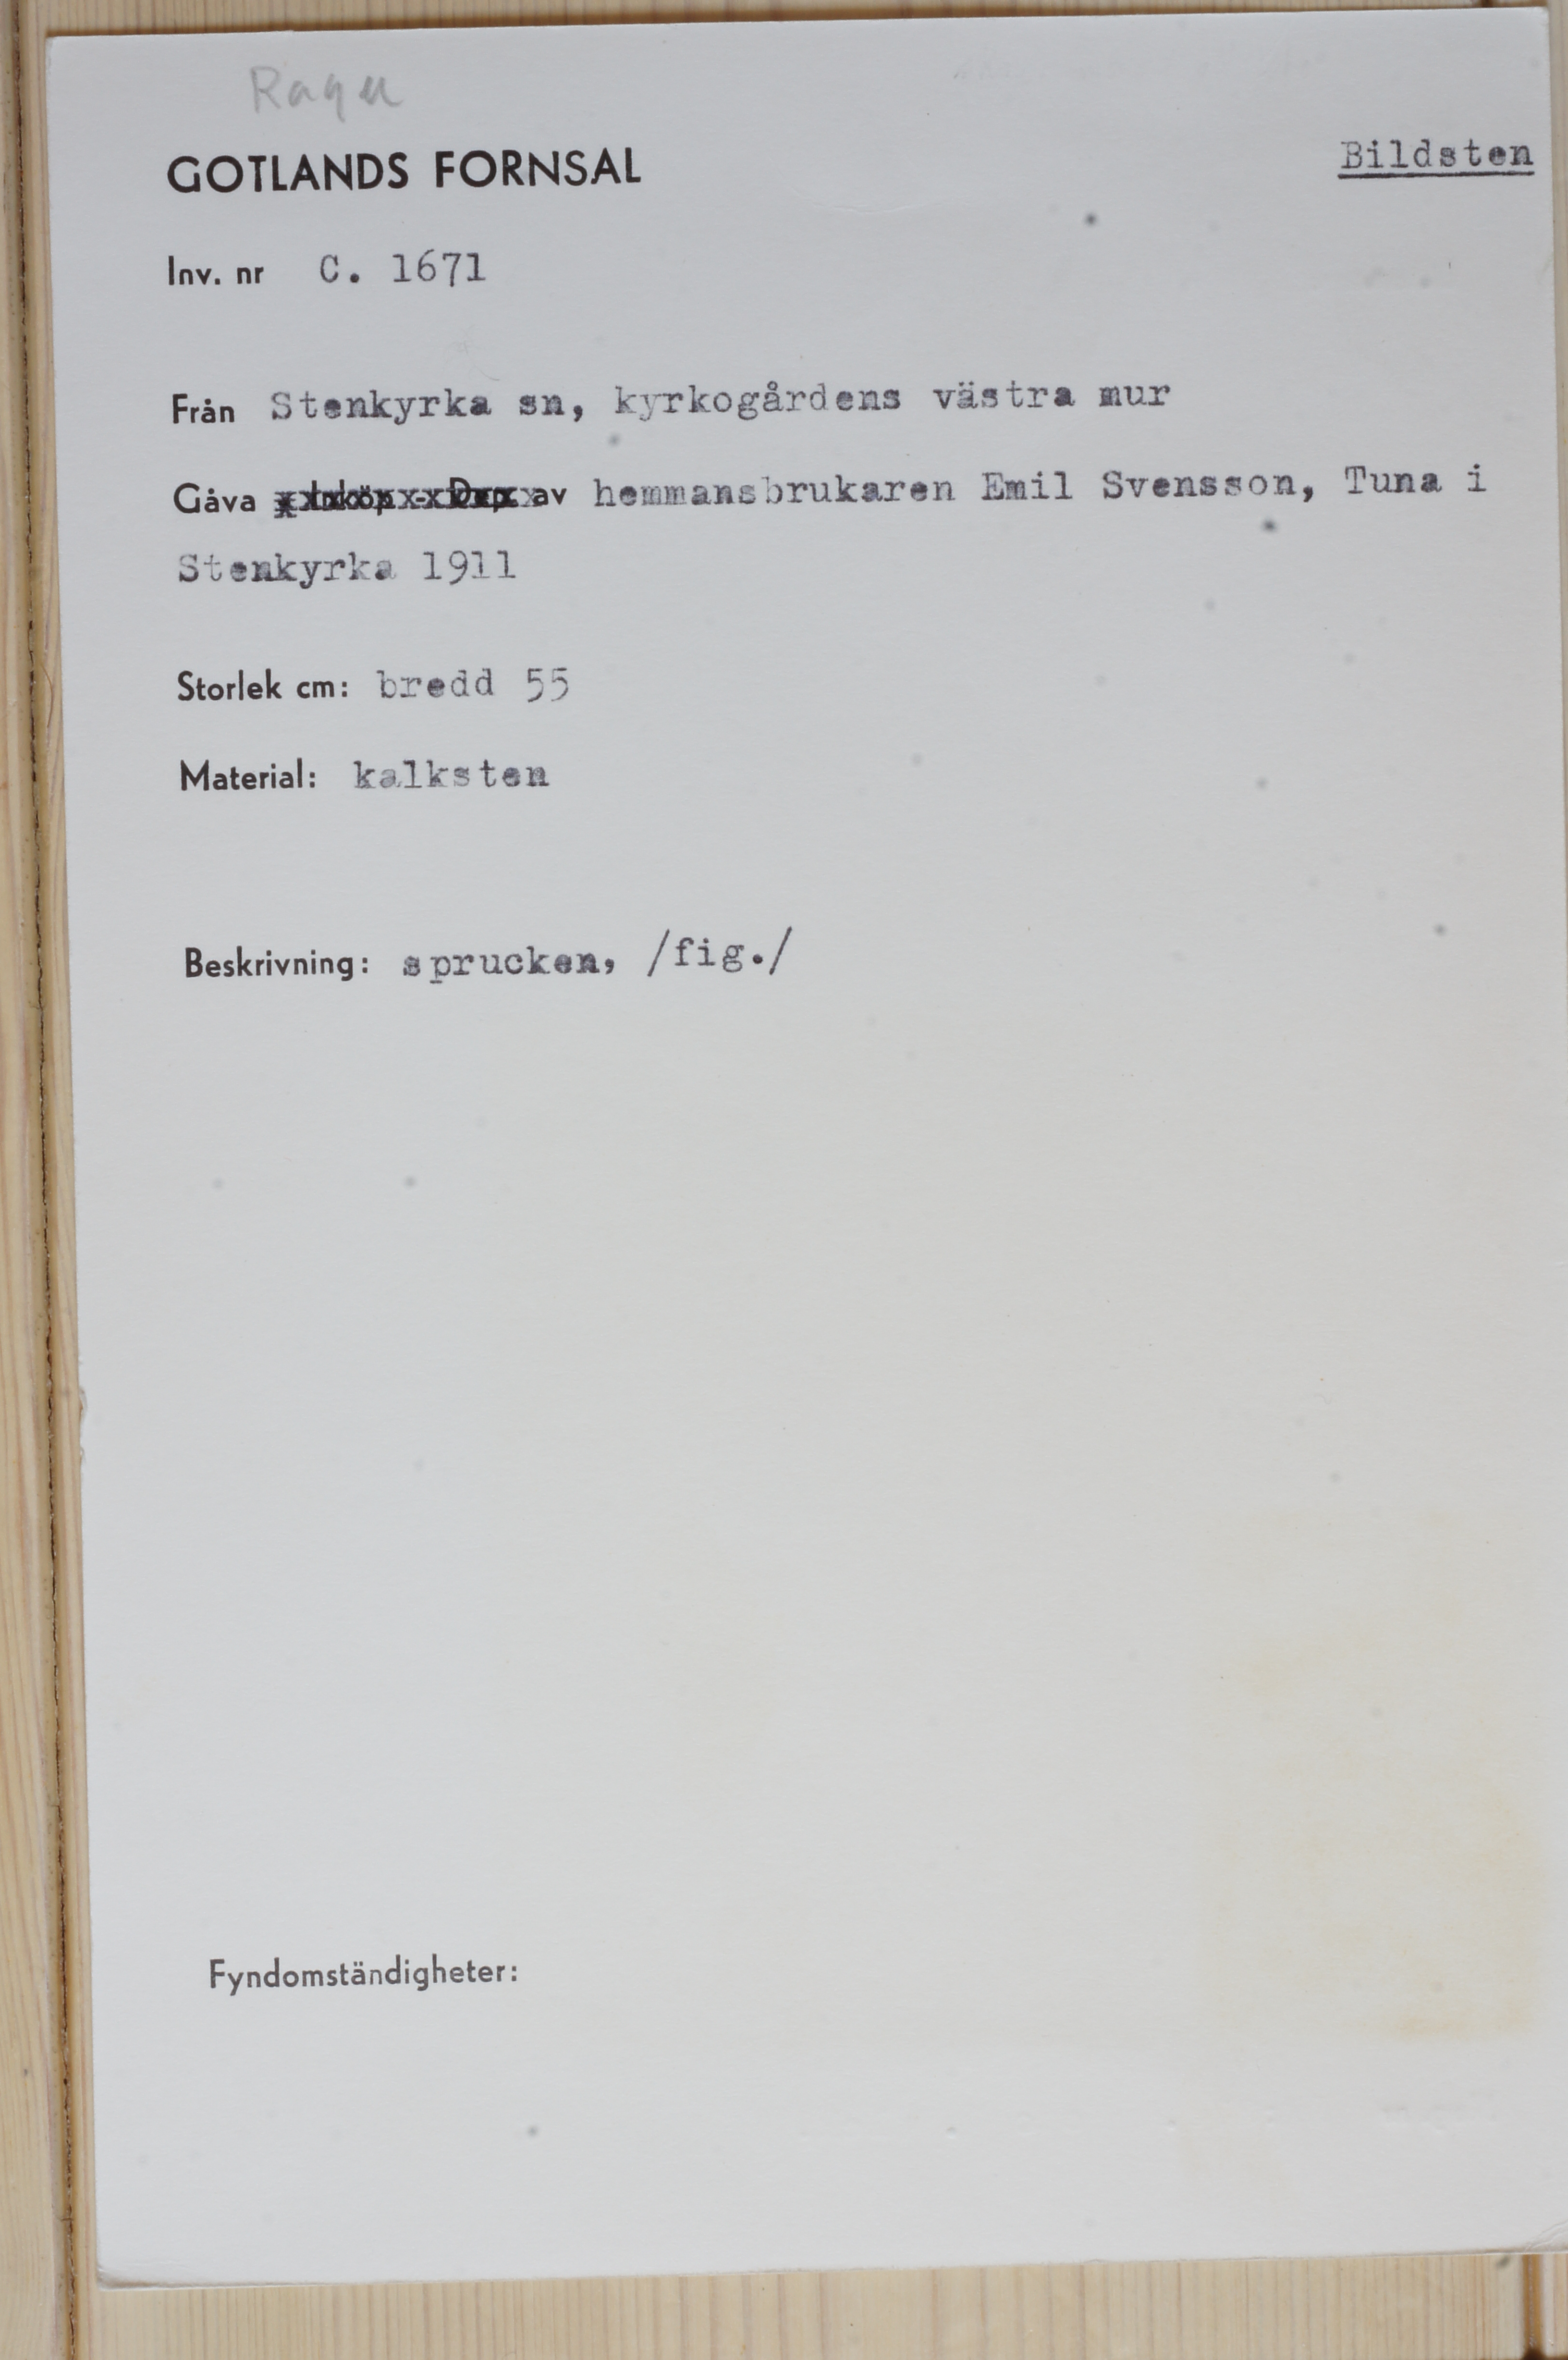 GOTLANDS FORNSAL
Bildsten
Inv. nr C. 1671
Från Stenkyrka sn, kyrkogårdens västra mur
Gåva av hemmansbrukaren Emil Svensson, Tuna i
Stenkyrka 1911
Storlek cm: bredd 55
Material: kalksten
Beskrivning: sprucken, /fig./
Fyndomständigheter: